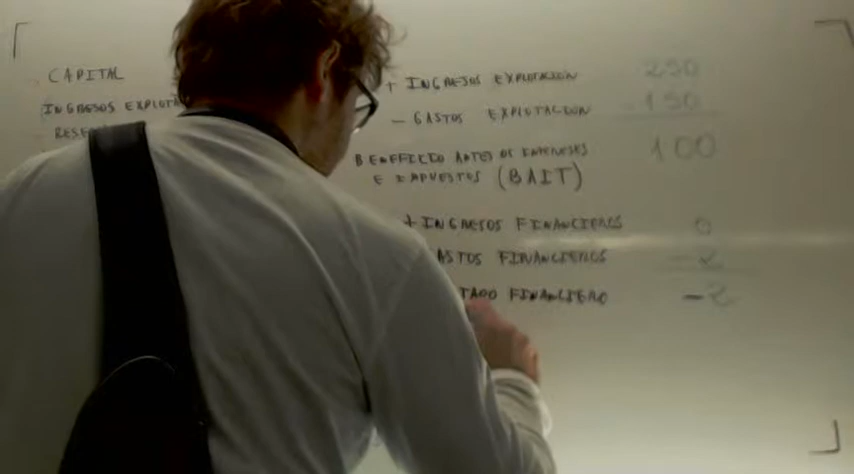 CAPITAL
INGRESOS EXPLOTA
RESE
+ INGRESOS EXPLOTACION 250
- GASTOS EXPLOTACION 150
BENEFICIO ANTES DE INTERESES 100
E IMPUESTOS (BAIT)
+ INGRESOS FINANCIEROS 0
ASTOS FINANCIEROS -2
TADO FINANCIERO -2